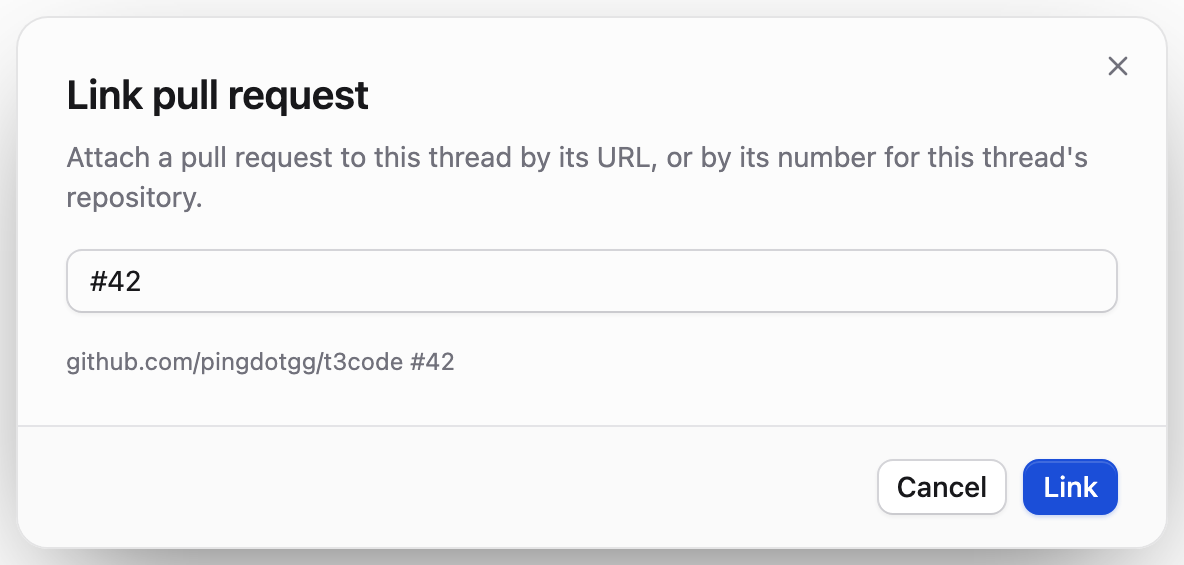 Link pull request
Attach a pull request to this thread by its URL, or by its number for this thread's
repository.
#42
github.com/pingdotgg/t3code #42
Cancel
Link